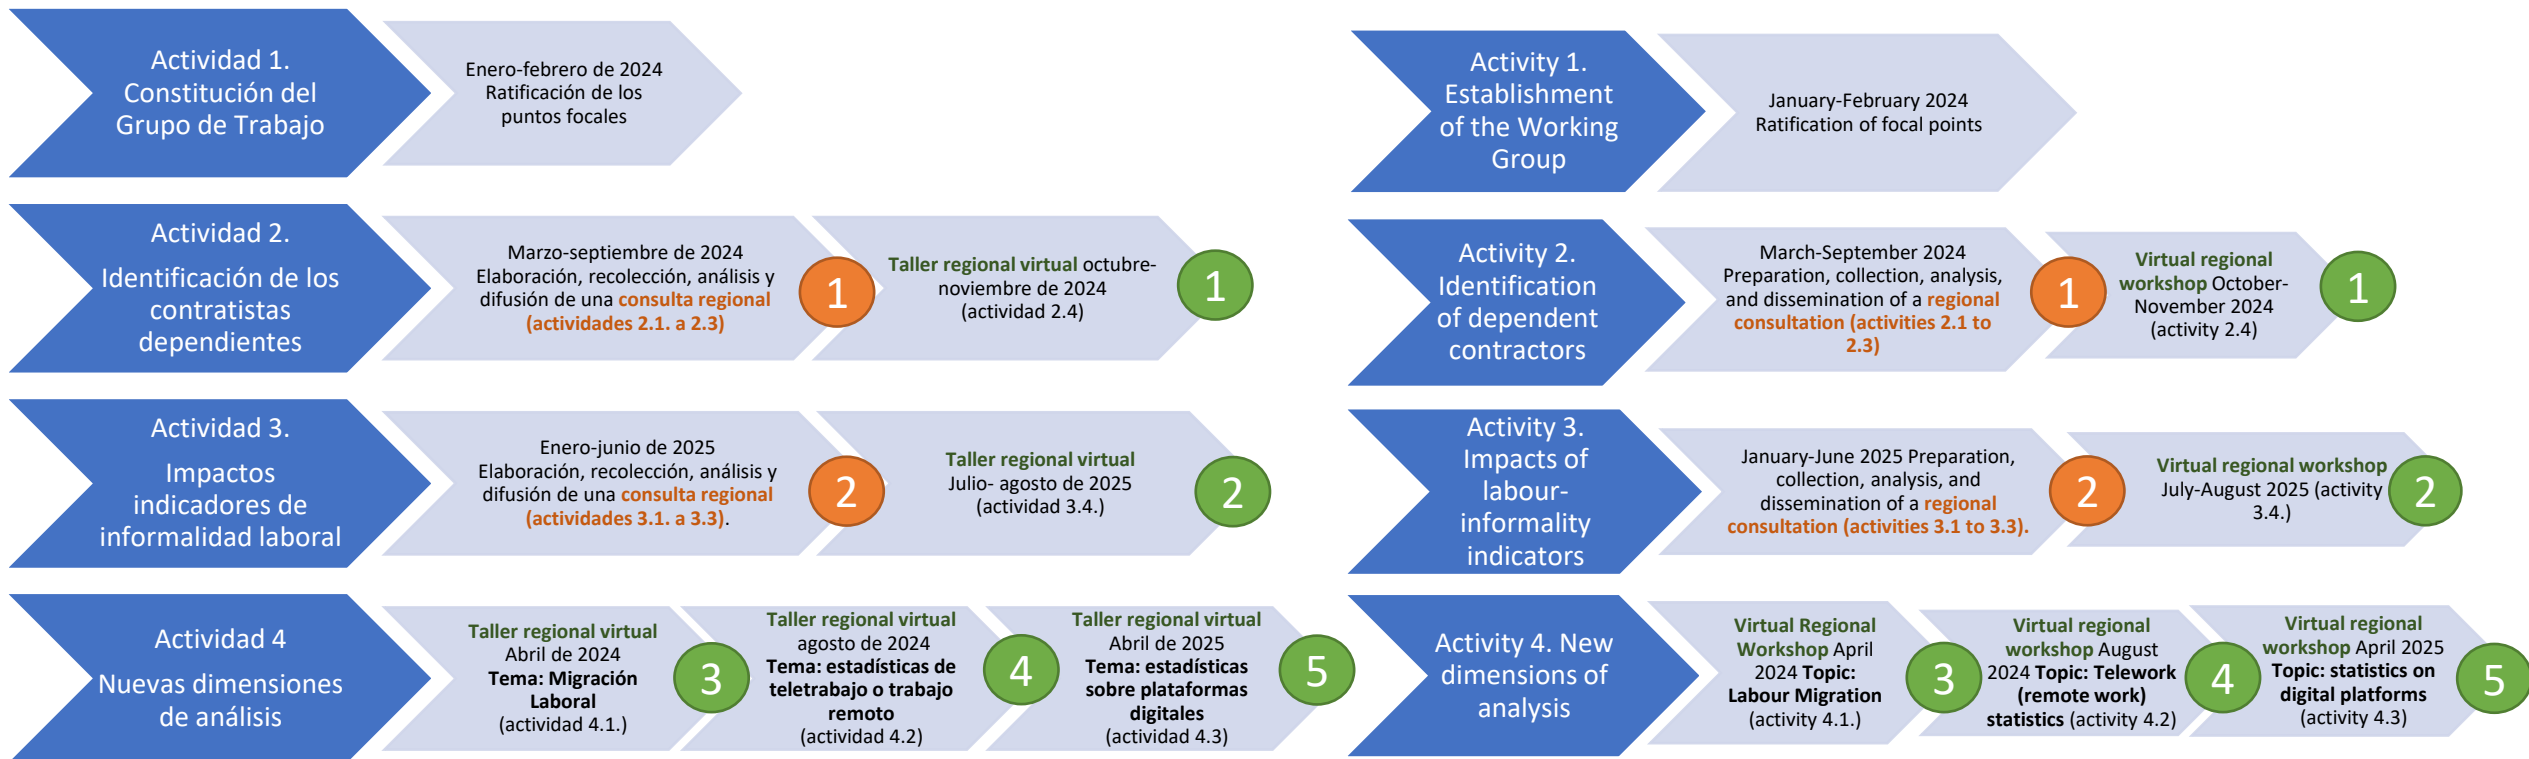 Actividad 1.
Constitución del
Grupo de Trabajo
Enero-febrero de 2024
Ratificación de los
puntos focales
Actividad 2.
Identificación de los
contratistas
dependientes
Marzo-septiembre de 2024
Elaboración, recolección, análisis y
difusión de una consulta regional
(actividades 2.1. a 2.3)
1
Taller regional virtual octubre-
noviembre de 2024
(actividad 2.4)
1
Actividad 3.
Impactos
indicadores de
informalidad laboral
Enero-junio de 2025
Elaboración, recolección, análisis y
difusión de una consulta regional
(actividades 3.1. a 3.3).
2
Taller regional virtual
Julio- agosto de 2025
(actividad 3.4.)
2
Actividad 4
Nuevas dimensiones
de análisis
Taller regional virtual
Abril de 2024
Tema: Migración
Laboral
(actividad 4.1.)
3
Taller regional virtual
agosto de 2024
Tema: estadísticas de
teletrabajo o trabajo
remoto
(actividad 4.2)
4
Taller regional virtual
Abril de 2025
Tema: estadísticas
sobre plataformas
digitales
(actividad 4.3)
5
Activity 1.
Establishment
of the Working
Group
January-February 2024
Ratification of focal points
Activity 2.
Identification
of dependent
contractors
March-September 2024
Preparation, collection, analysis,
and dissemination of a regional
consultation (activities 2.1 to
2.3)
1
Virtual regional
workshop October-
November 2024
(activity 2.4)
1
Activity 3.
Impacts of
labour-
informality
indicators
January-June 2025 Preparation,
collection, analysis, and
dissemination of a regional
consultation (activities 3.1 to 3.3).
2
Virtual regional workshop
July-August 2025 (activity
3.4.)
2
Activity 4. New
dimensions of
analysis
Virtual Regional
Workshop April
2024 Topic:
Labour Migration
(activity 4.1.)
3
Virtual regional
workshop August
2024 Topic: Telework
(remote work)
statistics (activity 4.2)
4
Virtual regional
workshop April 2025
Topic: statistics on
digital platforms
(activity 4.3)
5